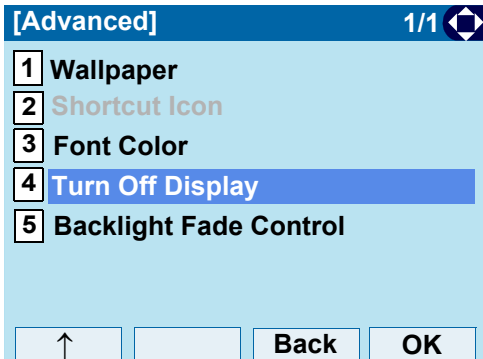 [Advanced] 1/1
1 Wallpaper
2 Shortcut Icon
3 Font Color
4 Turn Off Display
5 Backlight Fade Control
↑ Back OK